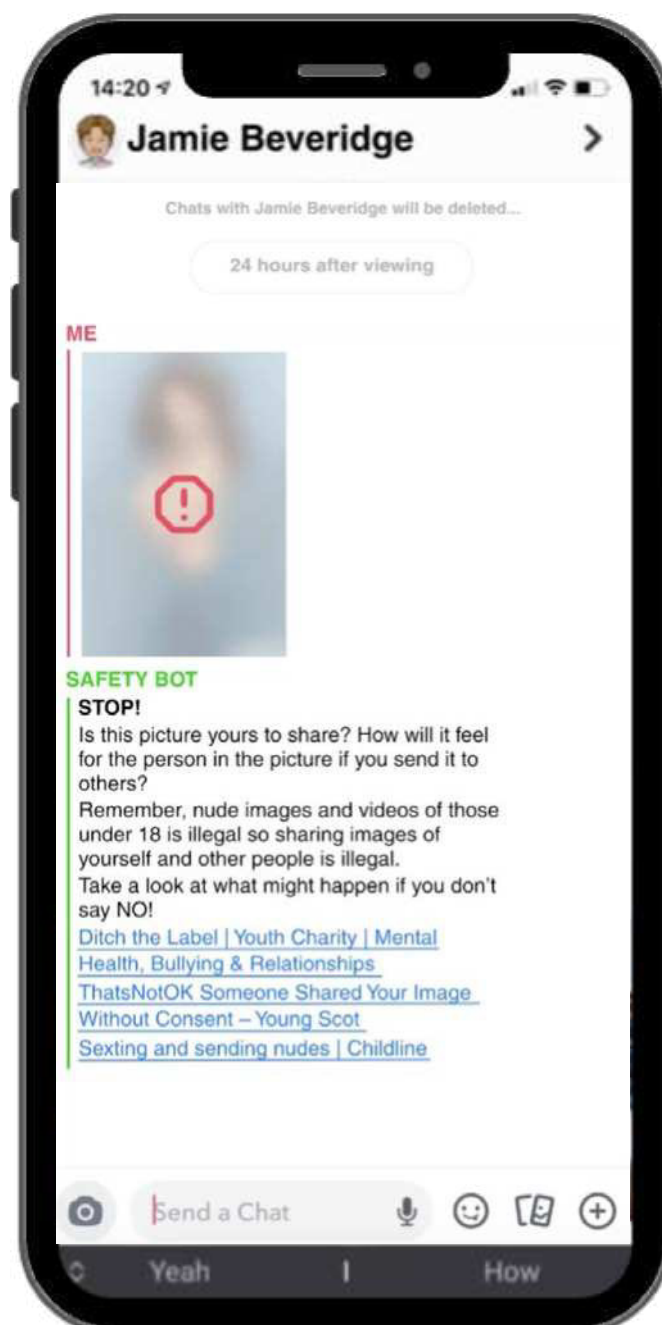 14:20
Jamie Beveridge
Chats with Jamie Beveridge will be deleted...
24 hours after viewing
ME
SAFETY BOT
STOP!
Is this picture yours to share? How will it feel
for the person in the picture if you send it to
others?
Remember, nude images and videos of those
under 18 is illegal so sharing images of
yourself and other people is illegal.
Take a look at what might happen if you don't
say NO!
Ditch the Label | Youth Charity | Mental
Health, Bullying & Relationships
ThatsNotOK Someone Shared Your Image
Without Consent – Young Scot
Sexting and sending nudes | Childline
Send a Chat
Yeah I How